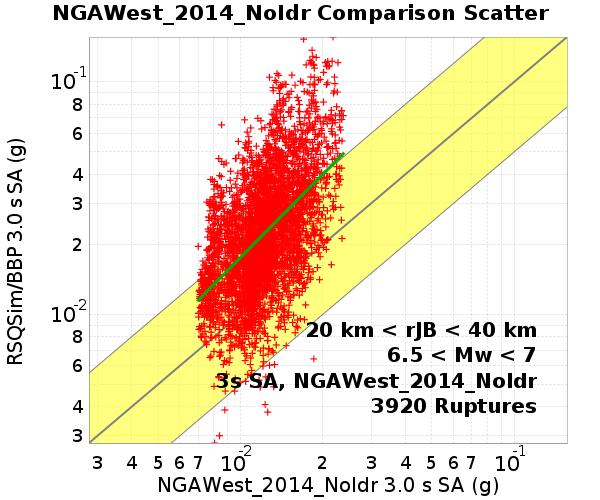 NGAWest_2014_NoIdr Comparison Scatter
RSQSim/BBP 3.0 s SA (g)
10-1
8
6
4
3
2
10-2
8
6
4
3
20 km < rJB < 40 km
6.5 < Mw < 7
3s SA, NGAWest_2014_NoIdr
3920 Ruptures
3 4 5 6 7 10-2 2 3 4 5 6 7 10-1
NGAWest_2014_NoIdr 3.0 s SA (g)